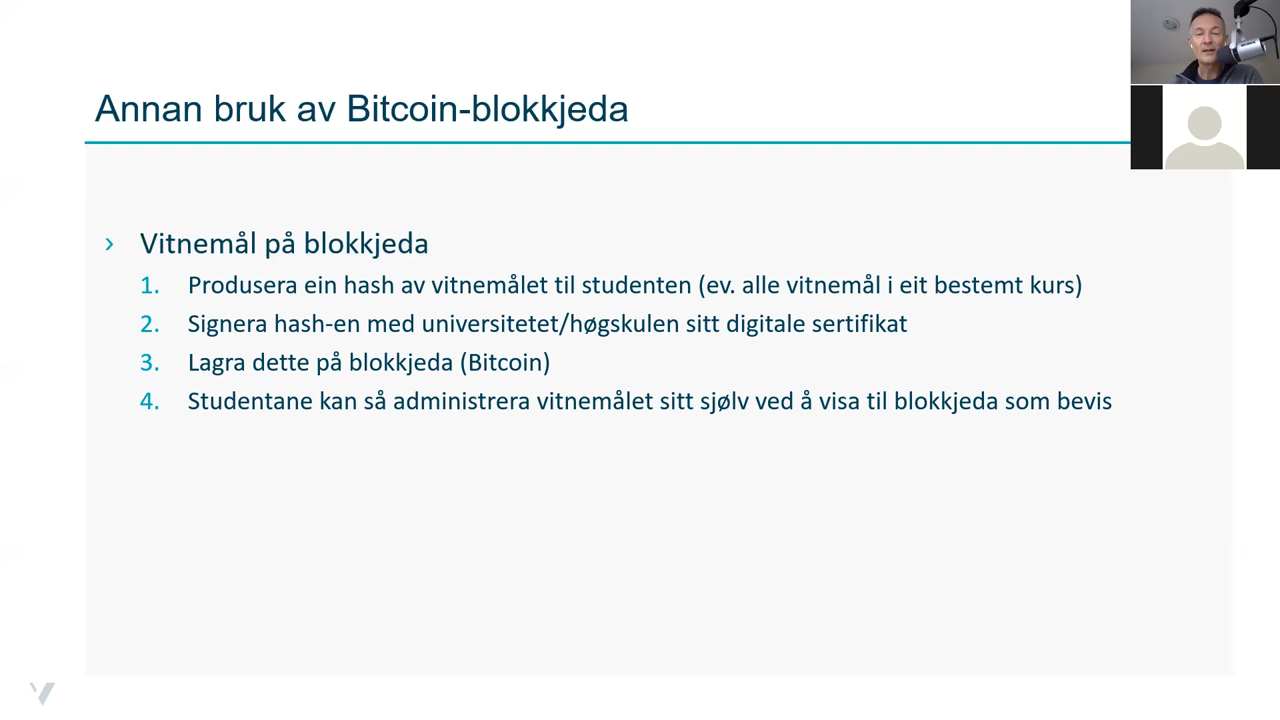 Annan bruk av Bitcoin-blokkjeda
› Vitnemål på blokkjeda
1. Produsera ein hash av vitnemålet til studenten (ev. alle vitnemål i eit bestemt kurs)
2. Signera hash-en med universitetet/høgskulen sitt digitale sertifikat
3. Lagra dette på blokkjeda (Bitcoin)
4. Studentane kan så administrera vitnemålet sitt sjølv ved å visa til blokkjeda som bevis